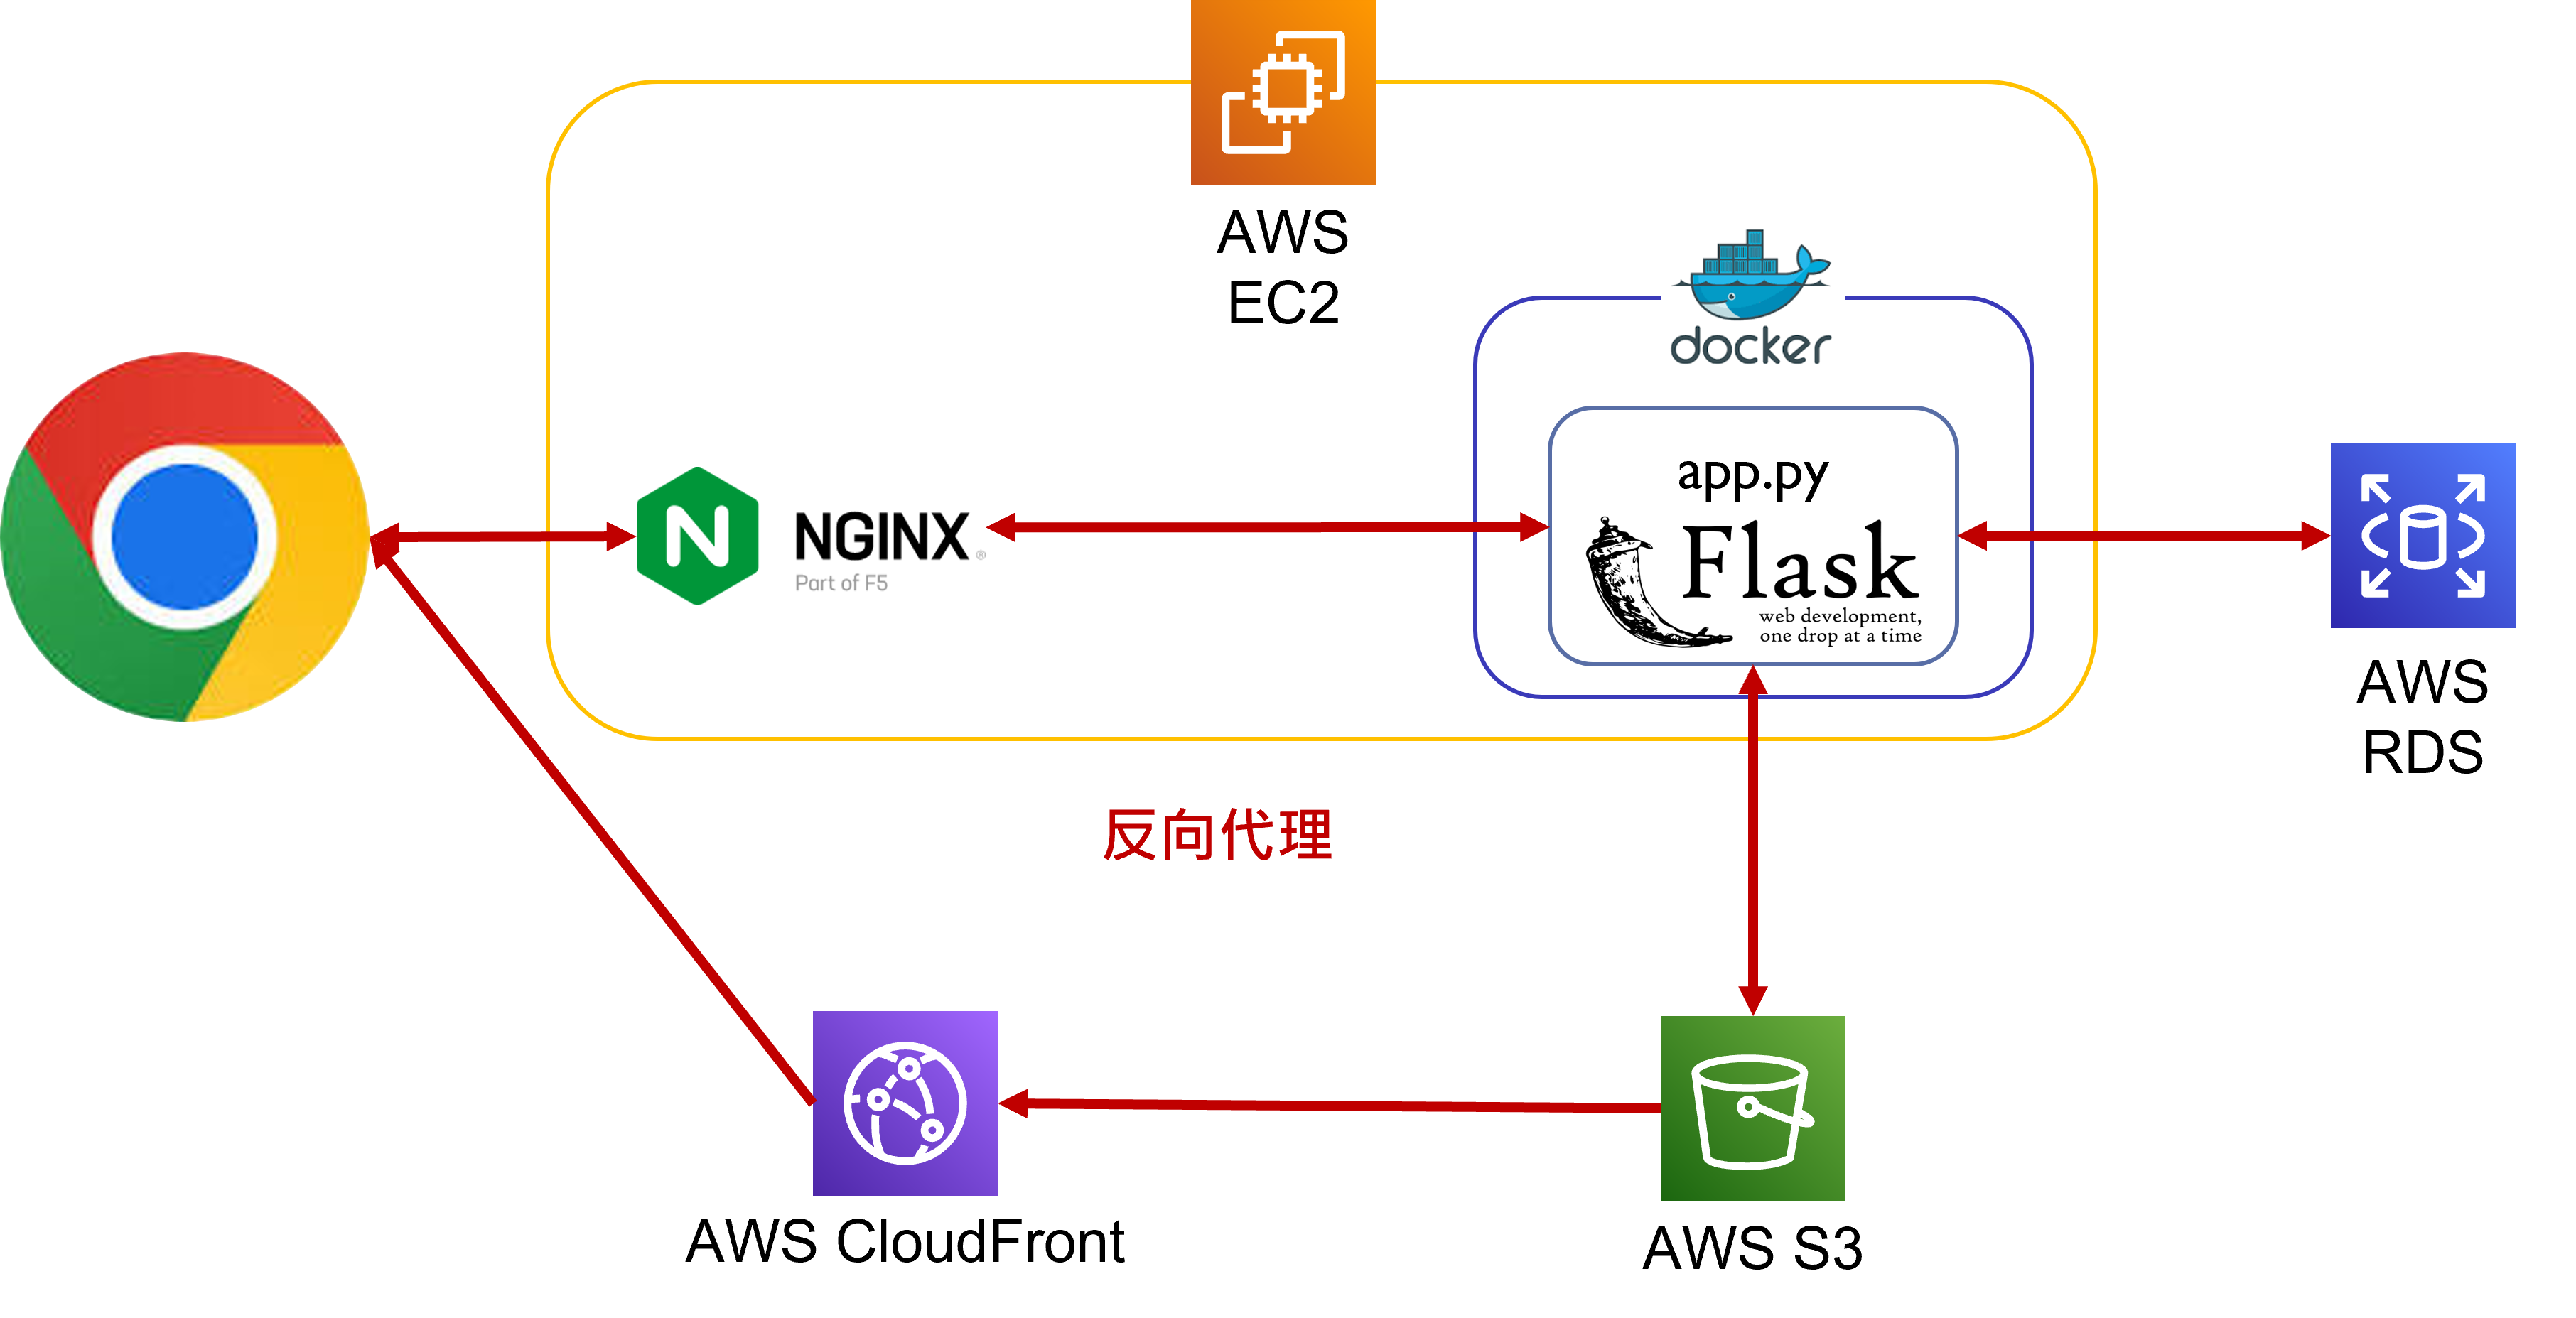 AWS
EC2
docker
app.py
Flask
web development,
one drop at a time
N
NGINX®
Part of F5
AWS
RDS
反向代理
AWS CloudFront
AWS S3